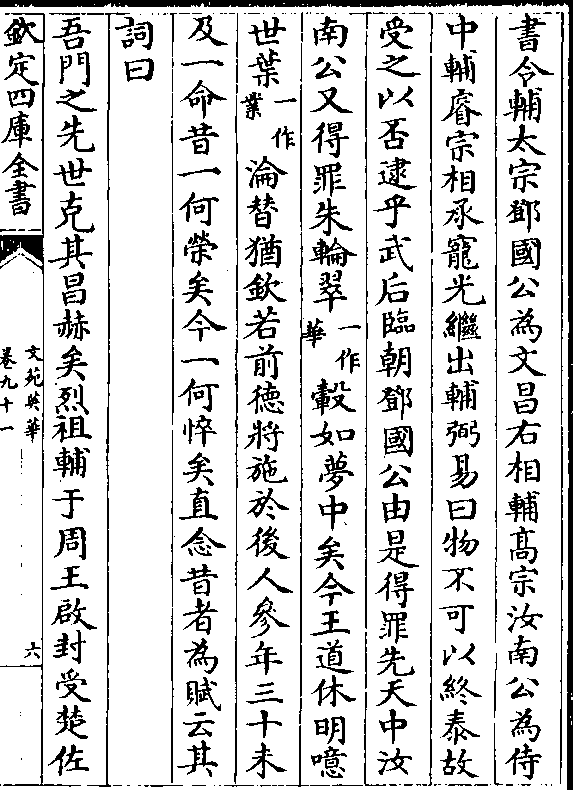 書令輔太宗鄧國公為文昌右相輔髙宗汝南公為侍
中輔睿宗相承寵光繼出輔弼易曰物不可以終泰故
受之以否逮乎武后臨朝鄧國公由是得罪先天中汝
南公又得罪朱輪翠一作華轂如夢中矣今王道休明噫
世葉一作業淪替猶欽若前德將施於後人參年三十未
及一命昔一何榮矣今一何悴矣直念昔者為賦云其
詞曰
吾門之先世克其昌赫矣烈祖輔于周王啟封受楚佐
欽定四庫全書
文苑英華
卷九十一
六